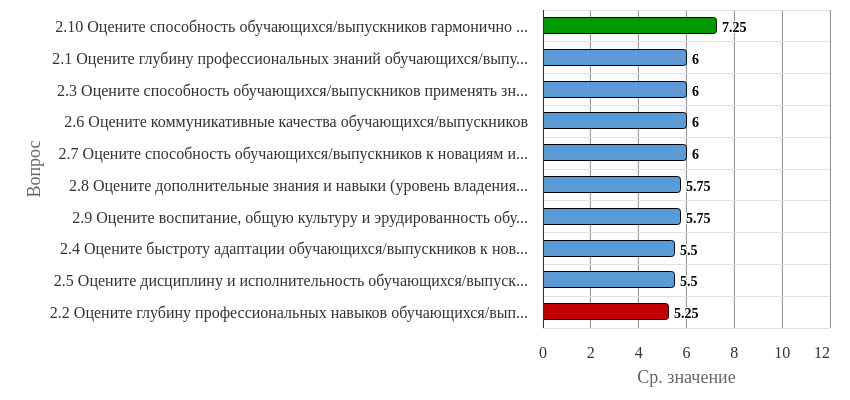 2.10 Оцените способность обучающихся/выпускников гармонично ... 7.25
2.1 Оцените глубину профессиональных знаний обучающихся/выпу... 6
2.3 Оцените способность обучающихся/выпускников применять зн... 6
2.6 Оцените коммуникативные качества обучающихся/выпускников 6
2.7 Оцените способность обучающихся/выпускников к новациям и... 6
2.8 Оцените дополнительные знания и навыки (уровень владения... 5.75
2.9 Оцените воспитание, общую культуру и эрудированность обу... 5.75
2.4 Оцените быстроту адаптации обучающихся/выпускников к нов... 5.5
2.5 Оцените дисциплину и исполнительность обучающихся/выпуск... 5.5
2.2 Оцените глубину профессиональных навыков обучающихся/вып... 5.25
Вопрос
0 2 4 6 8 10 12
Ср. значение